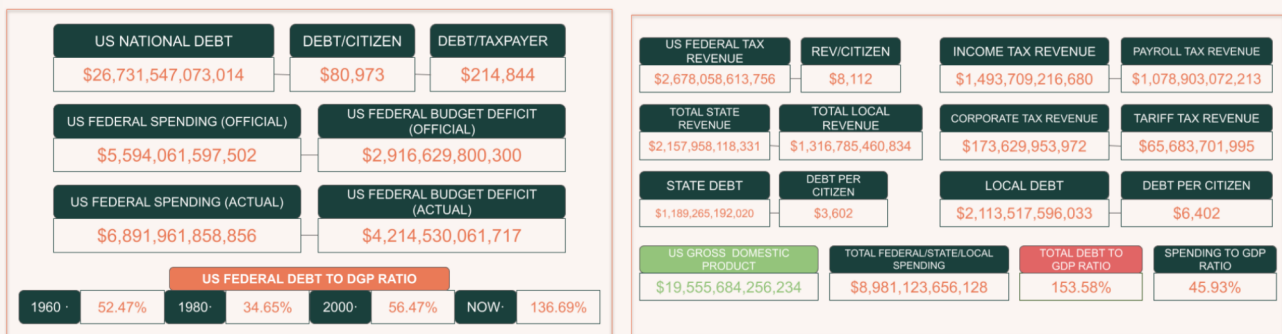 US NATIONAL DEBT
DEBT/CITIZEN
DEBT/TAXPAYER
$26,731,547,073,014
$80,973
$214,844
US FEDERAL SPENDING (OFFICIAL)
US FEDERAL BUDGET DEFICIT
(OFFICIAL)
$5,594,061,597,502
$2,916,629,800,300
US FEDERAL SPENDING (ACTUAL)
US FEDERAL BUDGET DEFICIT
(ACTUAL)
$6,891,961,858,856
$4,214,530,061,717
US FEDERAL DEBT TO DGP RATIO
1960 ·
52.47%
1980·
34.65%
2000·
56.47%
NOW·
136.69%
US FEDERAL TAX
REVENUE
REV/CITIZEN
INCOME TAX REVENUE
PAYROLL TAX REVENUE
$2,678,058,613,756
$8,112
$1,493,709,216,680
$1,078,903,072,213
TOTAL STATE
REVENUE
TOTAL LOCAL
REVENUE
CORPORATE TAX REVENUE
TARIFF TAX REVENUE
$2,157,958,118,331
$1,316,785,460,834
$173,629,953,972
$65,683,701,995
STATE DEBT
DEBT PER
CITIZEN
LOCAL DEBT
DEBT PER CITIZEN
$1,189,265,192,020
$3,602
$2,113,517,596,033
$6,402
US GROSS DOMESTIC
PRODUCT
TOTAL FEDERAL/STATE/LOCAL
SPENDING
TOTAL DEBT TO
GDP RATIO
SPENDING TO GDP
RATIO
$19,555,684,256,234
$8,981,123,656,128
153.58%
45.93%